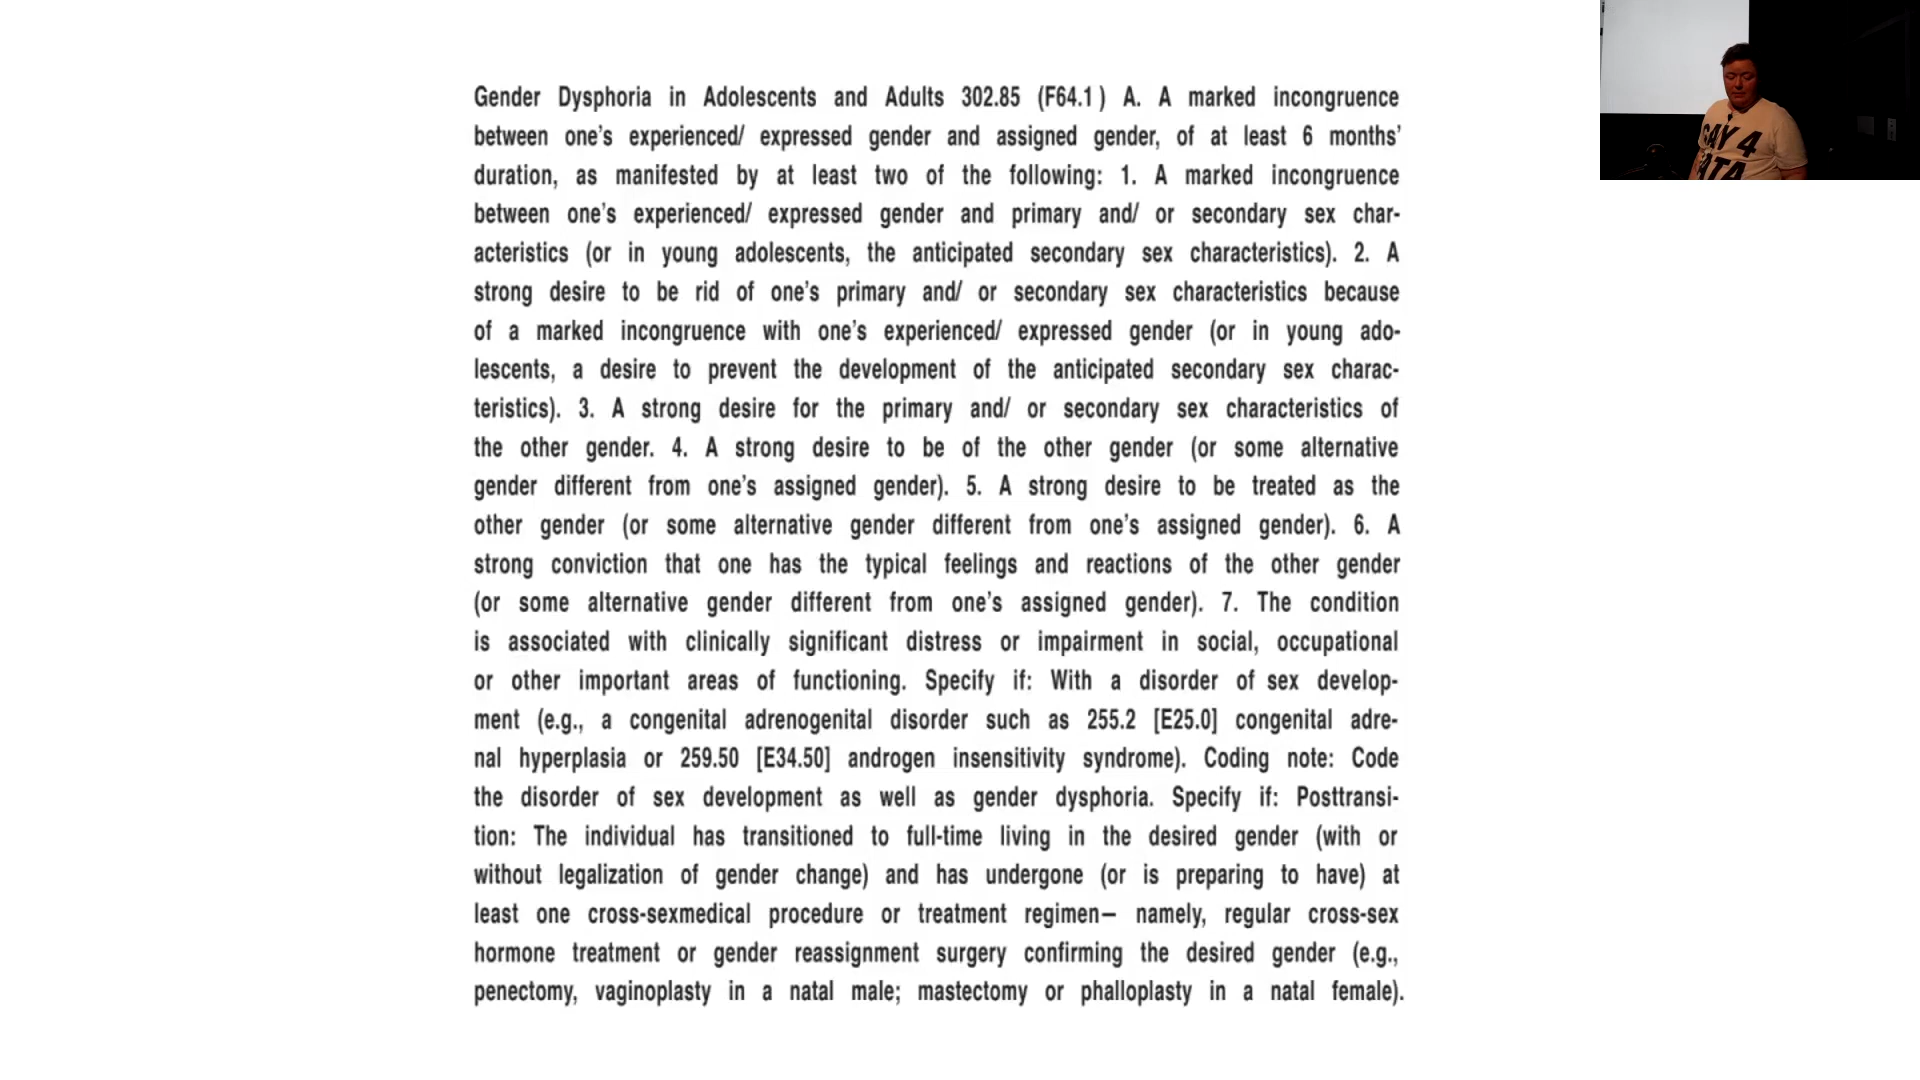 Gender Dysphoria in Adolescents and Adults 302.85 (F64.1 ) A. A marked incongruence
between one’s experienced/ expressed gender and assigned gender, of at least 6 months’
duration, as manifested by at least two of the following: 1. A marked incongruence
between one’s experienced/ expressed gender and primary and/ or secondary sex char-
acteristics (or in young adolescents, the anticipated secondary sex characteristics). 2. A
strong desire to be rid of one’s primary and/ or secondary sex characteristics because
of a marked incongruence with one’s experienced/ expressed gender (or in young ado-
lescents, a desire to prevent the development of the anticipated secondary sex charac-
teristics). 3. A strong desire for the primary and/ or secondary sex characteristics of
the other gender. 4. A strong desire to be of the other gender (or some alternative
gender different from one’s assigned gender). 5. A strong desire to be treated as the
other gender (or some alternative gender different from one’s assigned gender). 6. A
strong conviction that one has the typical feelings and reactions of the other gender
(or some alternative gender different from one’s assigned gender). 7. The condition
is associated with clinically significant distress or impairment in social, occupational
or other important areas of functioning. Specify if: With a disorder of sex develop-
ment (e.g., a congenital adrenogenital disorder such as 255.2 [E25.0] congenital adre-
nal hyperplasia or 259.50 [E34.50] androgen insensitivity syndrome). Coding note: Code
the disorder of sex development as well as gender dysphoria. Specify if: Posttransi-
tion: The individual has transitioned to full-time living in the desired gender (with or
without legalization of gender change) and has undergone (or is preparing to have) at
least one cross-sexmedical procedure or treatment regimen— namely, regular cross-sex
hormone treatment or gender reassignment surgery confirming the desired gender (e.g.,
penectomy, vaginoplasty in a natal male; mastectomy or phalloplasty in a natal female).
4